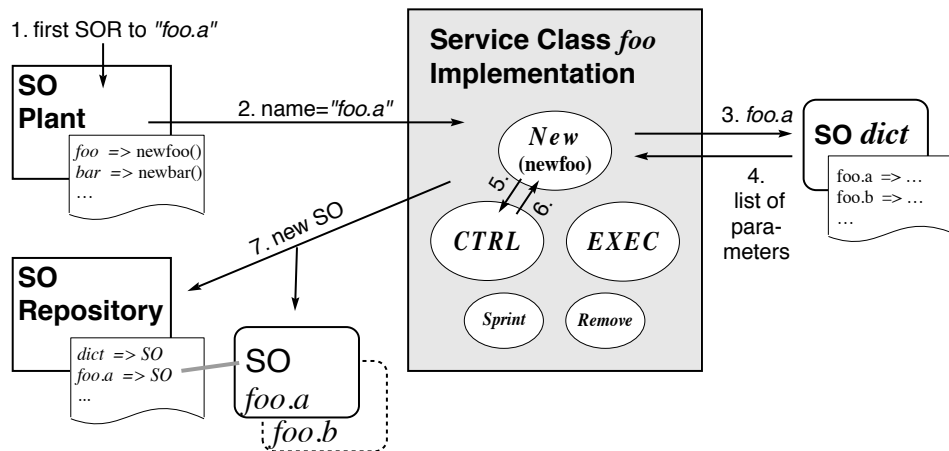 1. first SOR to "foo.a"
SO
Plant
foo => newfoo()
bar => newbar()
...
2. name="foo.a"
Service Class foo
Implementation
New
(newfoo)
5.
6.
CTRL
EXEC
Sprint
Remove
3. foo.a
4.
list of
para-
meters
SO dict
foo.a => ...
foo.b => ...
...
7. new SO
SO
Repository
dict => SO
foo.a => SO
...
SO
foo.a
foo.b